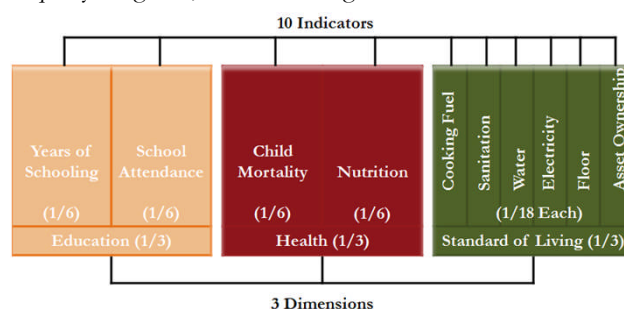 10 Indicators
Years of
Schooling
(1/6)
School
Attendance
(1/6)
Education (1/3)
Child
Mortality
(1/6)
Nutrition
(1/6)
Health (1/3)
Cooking Fuel
Sanitation
Water
Electricity
Floor
Asset Ownership
(1/18 Each)
Standard of Living (1/3)
3 Dimensions